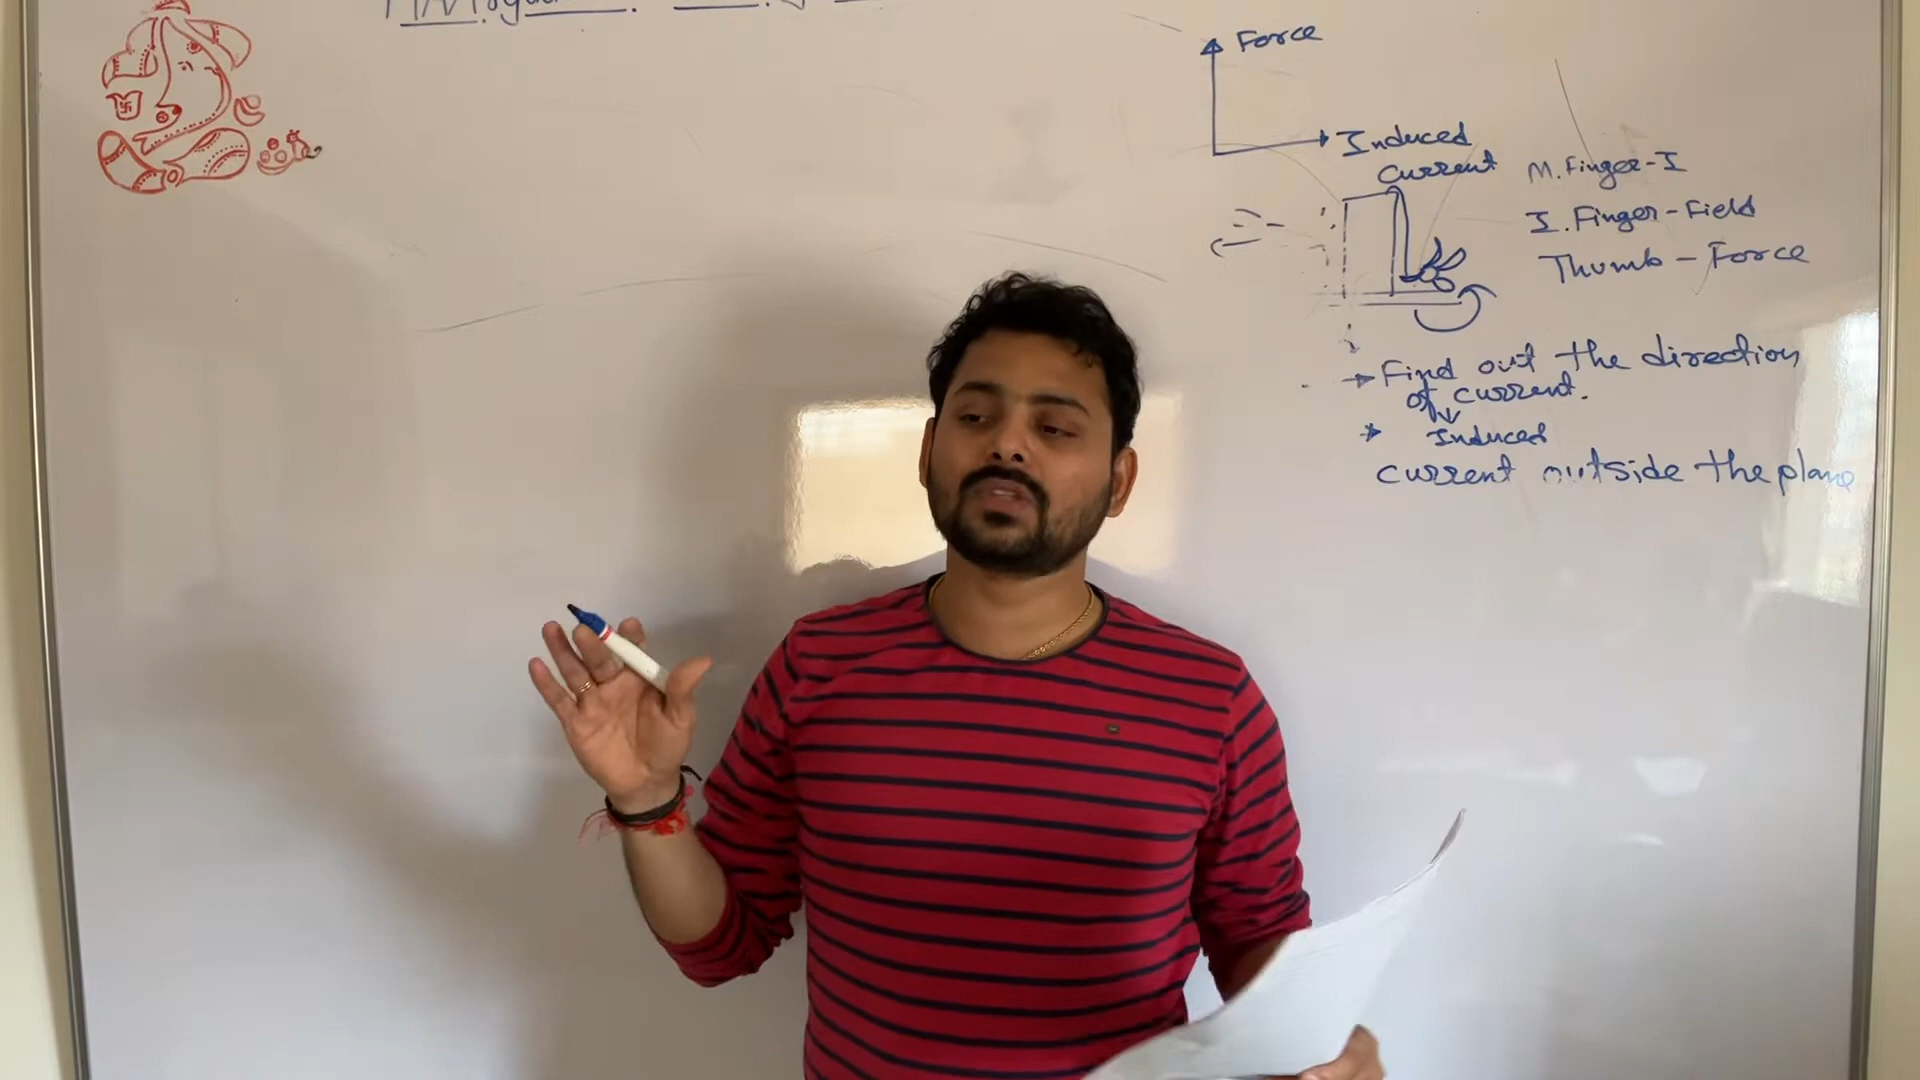 Force
Induced
Current
M. Finger-I
I. Finger-Field
Thumb - Force
→ Find out the direction
of current.
Induced
current outside the plane